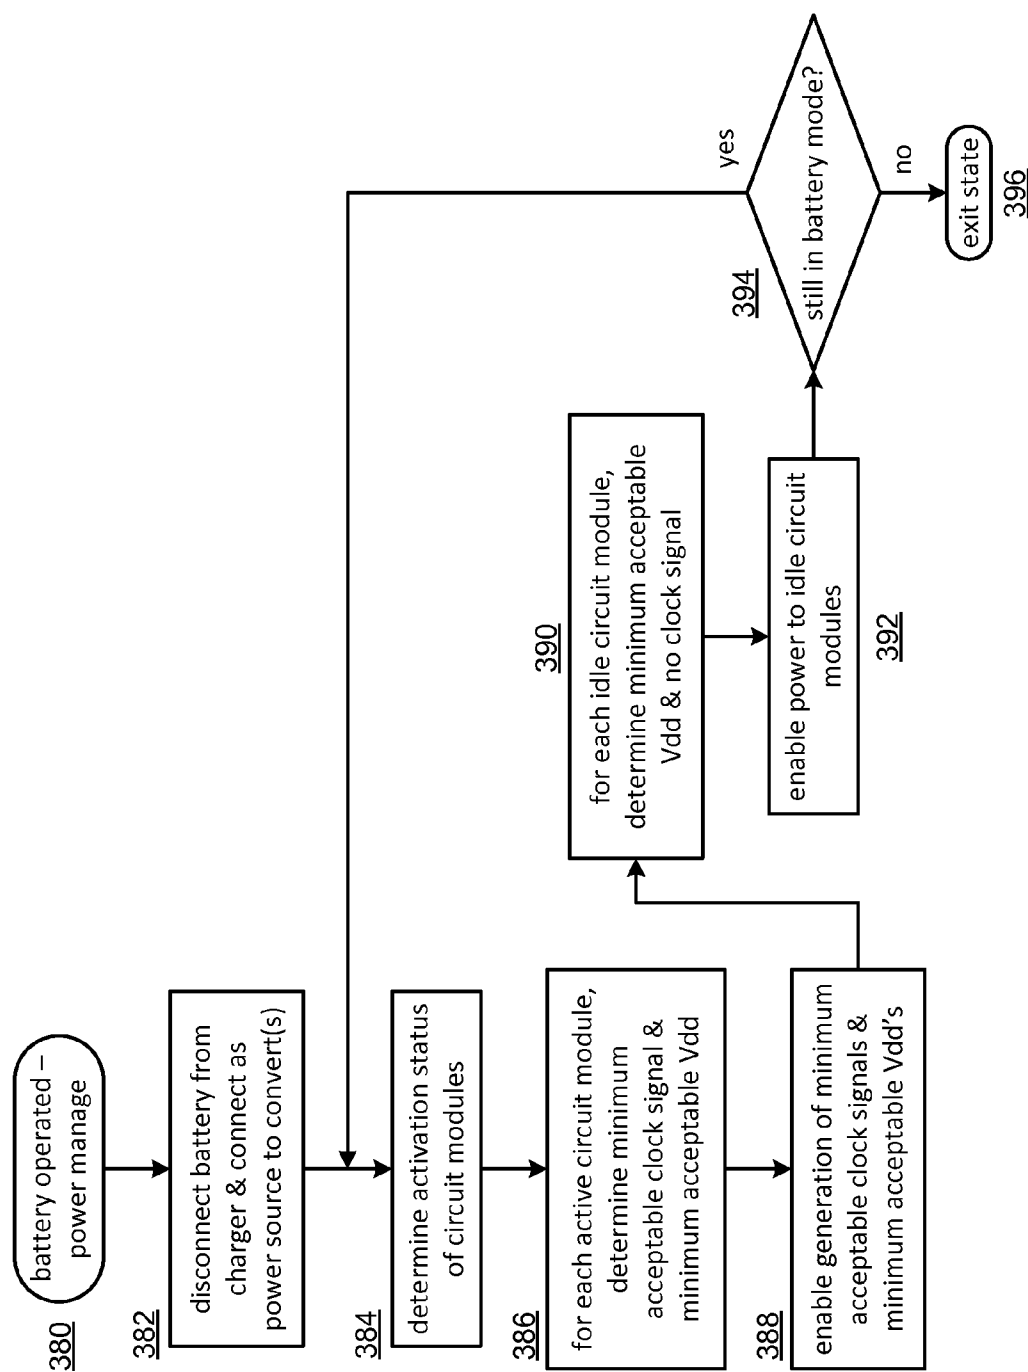 battery operated –
power manage
380
disconnect battery from
charger & connect as
power source to convert(s)
382
determine activation status
of circuit modules
384
for each active circuit module,
determine minimum
acceptable clock signal &
minimum acceptable Vdd
386
enable generation of minimum
acceptable clock signals &
minimum acceptable Vdd's
388
390
for each idle circuit module,
determine minimum acceptable
Vdd & no clock signal
enable power to idle circuit
modules
392
394
still in battery mode?
yes
no
exit state
396